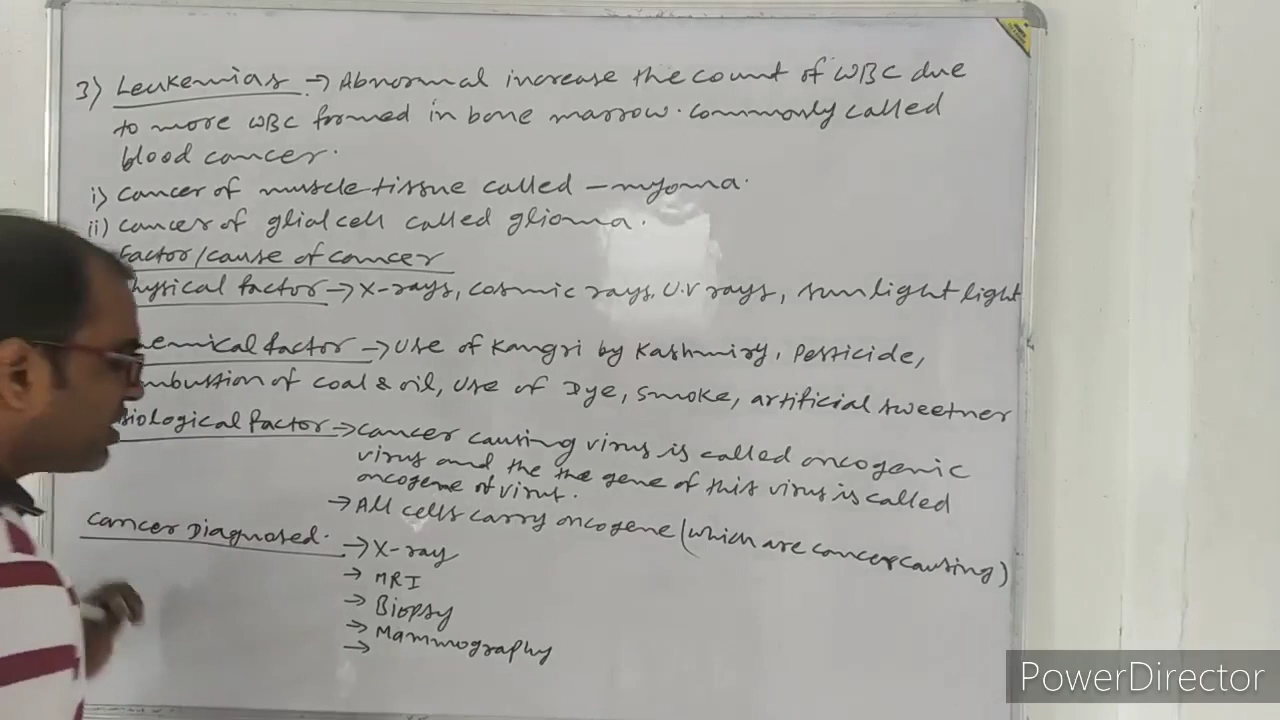 3) Leukemias → Abnormal increase the count of WBC due
to more WBC formed in bone marrow. Commonly called
blood cancer.
i) cancer of muscle tissue called - myoma.
ii) cancer of glial cell called glioma.
Factor/cause of cancer
hysical factor → X-rays, cosmic rays, U.V rays, sunlight light
emical factor → Use of Kangri by Kashmiry, Pesticide,
mbustion of coal & oil, Use of Dye, smoke, artificial sweetner
Biological factor → Cancer causing virus is called oncogenic
virus and the the gene of this virus is called
oncogene of virus.
→ All cells carry oncogene (which are cancer causing)
Cancer Diagnosed. → X-ray
→ MRI
→ Biopsy
→ Mammography
→
PowerDirector